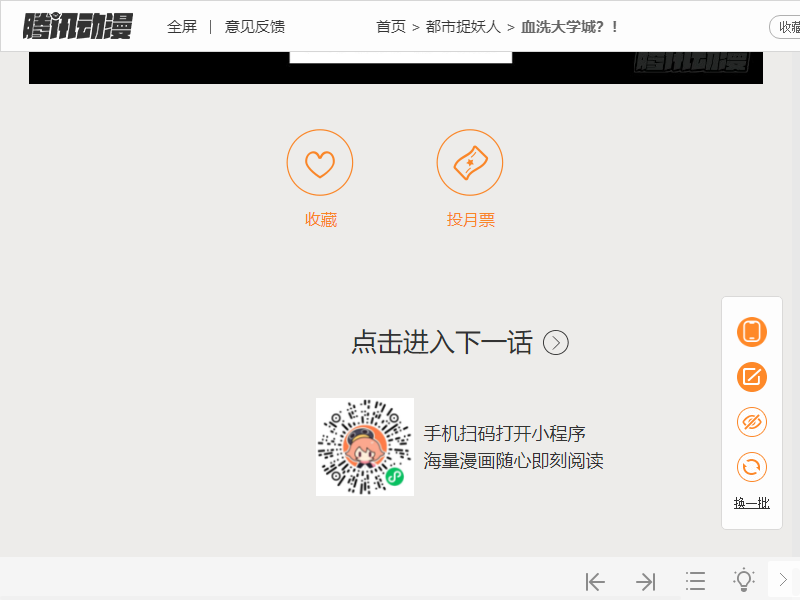 腾讯动漫 全屏 | 意见反馈 首页 > 都市捉妖人 > 血洗大学城？！ 收藏
腾讯动漫
收藏 投月票
点击进入下一话
手机扫码打开小程序
海量漫画随心即刻阅读
换一批